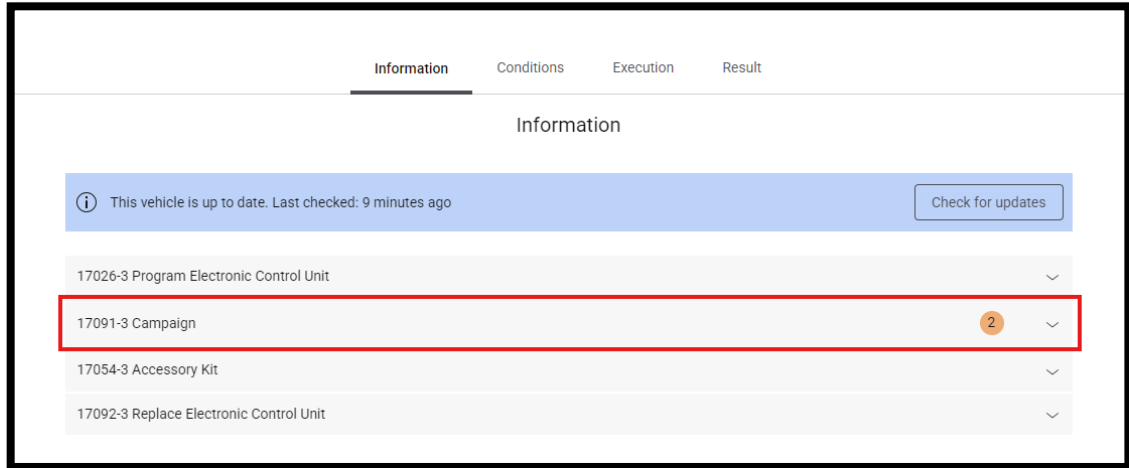 Information Conditions Execution Result
Information
This vehicle is up to date. Last checked: 9 minutes ago Check for updates
17026-3 Program Electronic Control Unit
17091-3 Campaign 2
17054-3 Accessory Kit
17092-3 Replace Electronic Control Unit